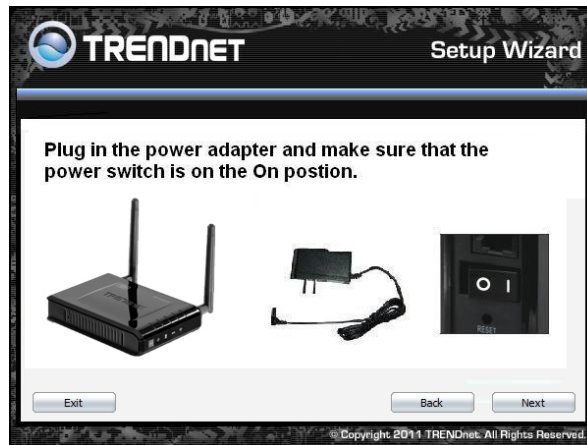 TRENDNET
Setup Wizard
Plug in the power adapter and make sure that the
power switch is on the On postion.
TRENDNET
O I
RESET
Exit
Back
Next
© Copyright 2011 TRENDnet. All Rights Reserved.